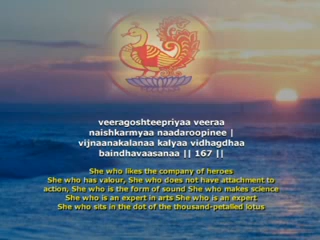 veeragoshteepriyaa veeraa
naishkarmyaa naadaroopinee |
vijnaanakalanaa kalyaa vidhagdhaa
baindhavaasanaa || 167 ||
She who likes the company of heroes
She who has valour, She who does not have attachment to
action, She who is the form of sound She who makes science
She who is an expert in arts She who is an expert
She who sits in the dot of the thousand-petalled lotus